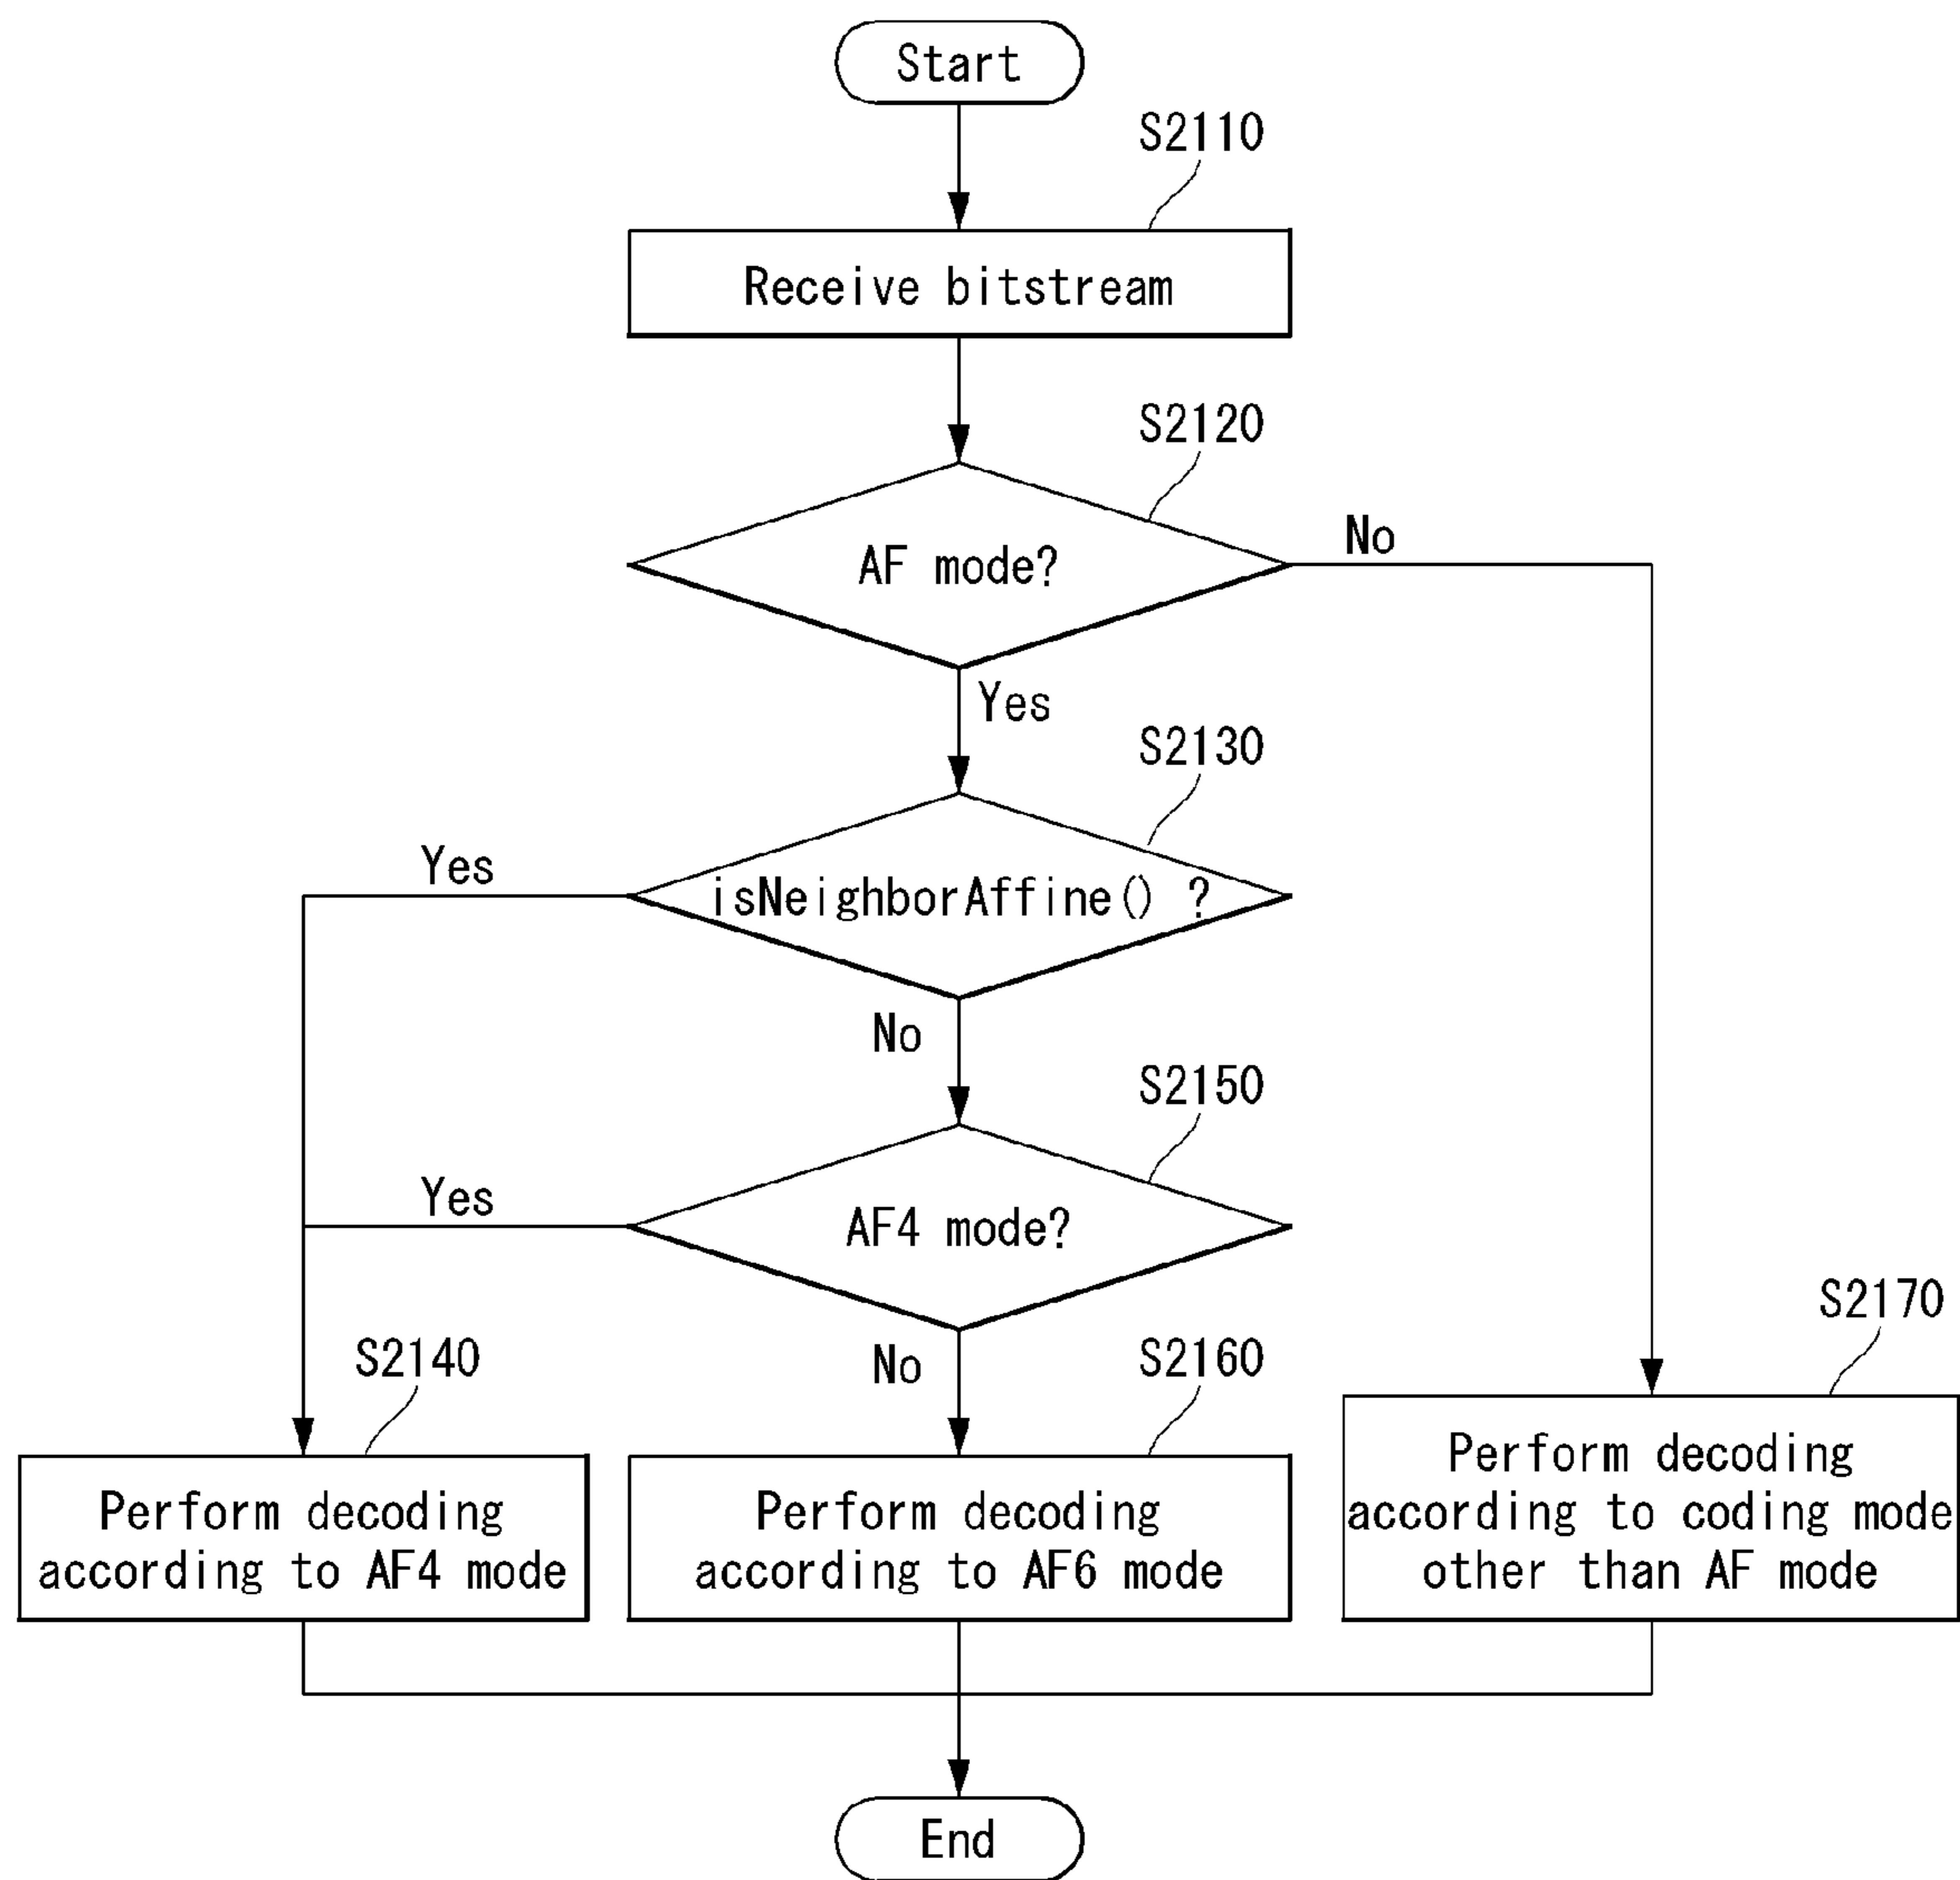 Start
S2110
Receive bitstream
S2120
AF mode?
No
Yes
S2130
Yes
isNeighborAffine() ?
No
S2150
Yes
AF4 mode?
S2170
S2140
No
S2160
Perform decoding
according to AF4 mode
Perform decoding
according to AF6 mode
Perform decoding
according to coding mode
other than AF mode
End